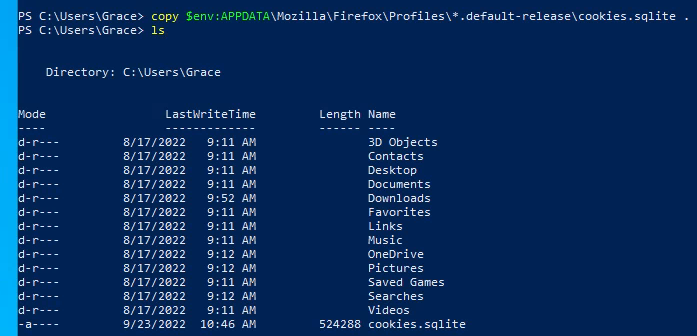 PS C:\Users\Grace> copy $env:APPDATA\Mozilla\Firefox\Profiles\*.default-release\cookies.sqlite .
PS C:\Users\Grace> ls
Directory: C:\Users\Grace
Mode LastWriteTime Length Name
---- ------------- ------ ----
d-r--- 8/17/2022 9:11 AM 3D Objects
d-r--- 8/17/2022 9:11 AM Contacts
d-r--- 8/17/2022 9:11 AM Desktop
d-r--- 8/17/2022 9:11 AM Documents
d-r--- 8/17/2022 9:52 AM Downloads
d-r--- 8/17/2022 9:11 AM Favorites
d-r--- 8/17/2022 9:11 AM Links
d-r--- 8/17/2022 9:11 AM Music
d-r--- 8/17/2022 9:12 AM OneDrive
d-r--- 8/17/2022 9:12 AM Pictures
d-r--- 8/17/2022 9:11 AM Saved Games
d-r--- 8/17/2022 9:12 AM Searches
d-r--- 8/17/2022 9:11 AM Videos
-a---- 9/23/2022 10:46 AM 524288 cookies.sqlite